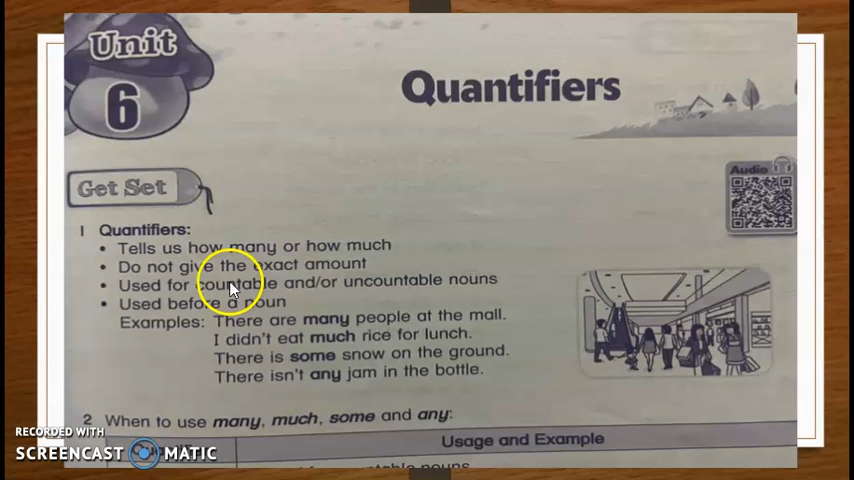 Unit
6
Quantifiers
Get Set
Audio
1 Quantifiers:
• Tells us how many or how much
• Do not give the exact amount
• Used for countable and/or uncountable nouns
• Used before a noun
Examples: There are many people at the mall.
I didn't eat much rice for lunch.
There is some snow on the ground.
There isn't any jam in the bottle.
2 When to use many, much, some and any:
Usage and Example
nouns
RECORDED WITH
SCREENCAST MATIC